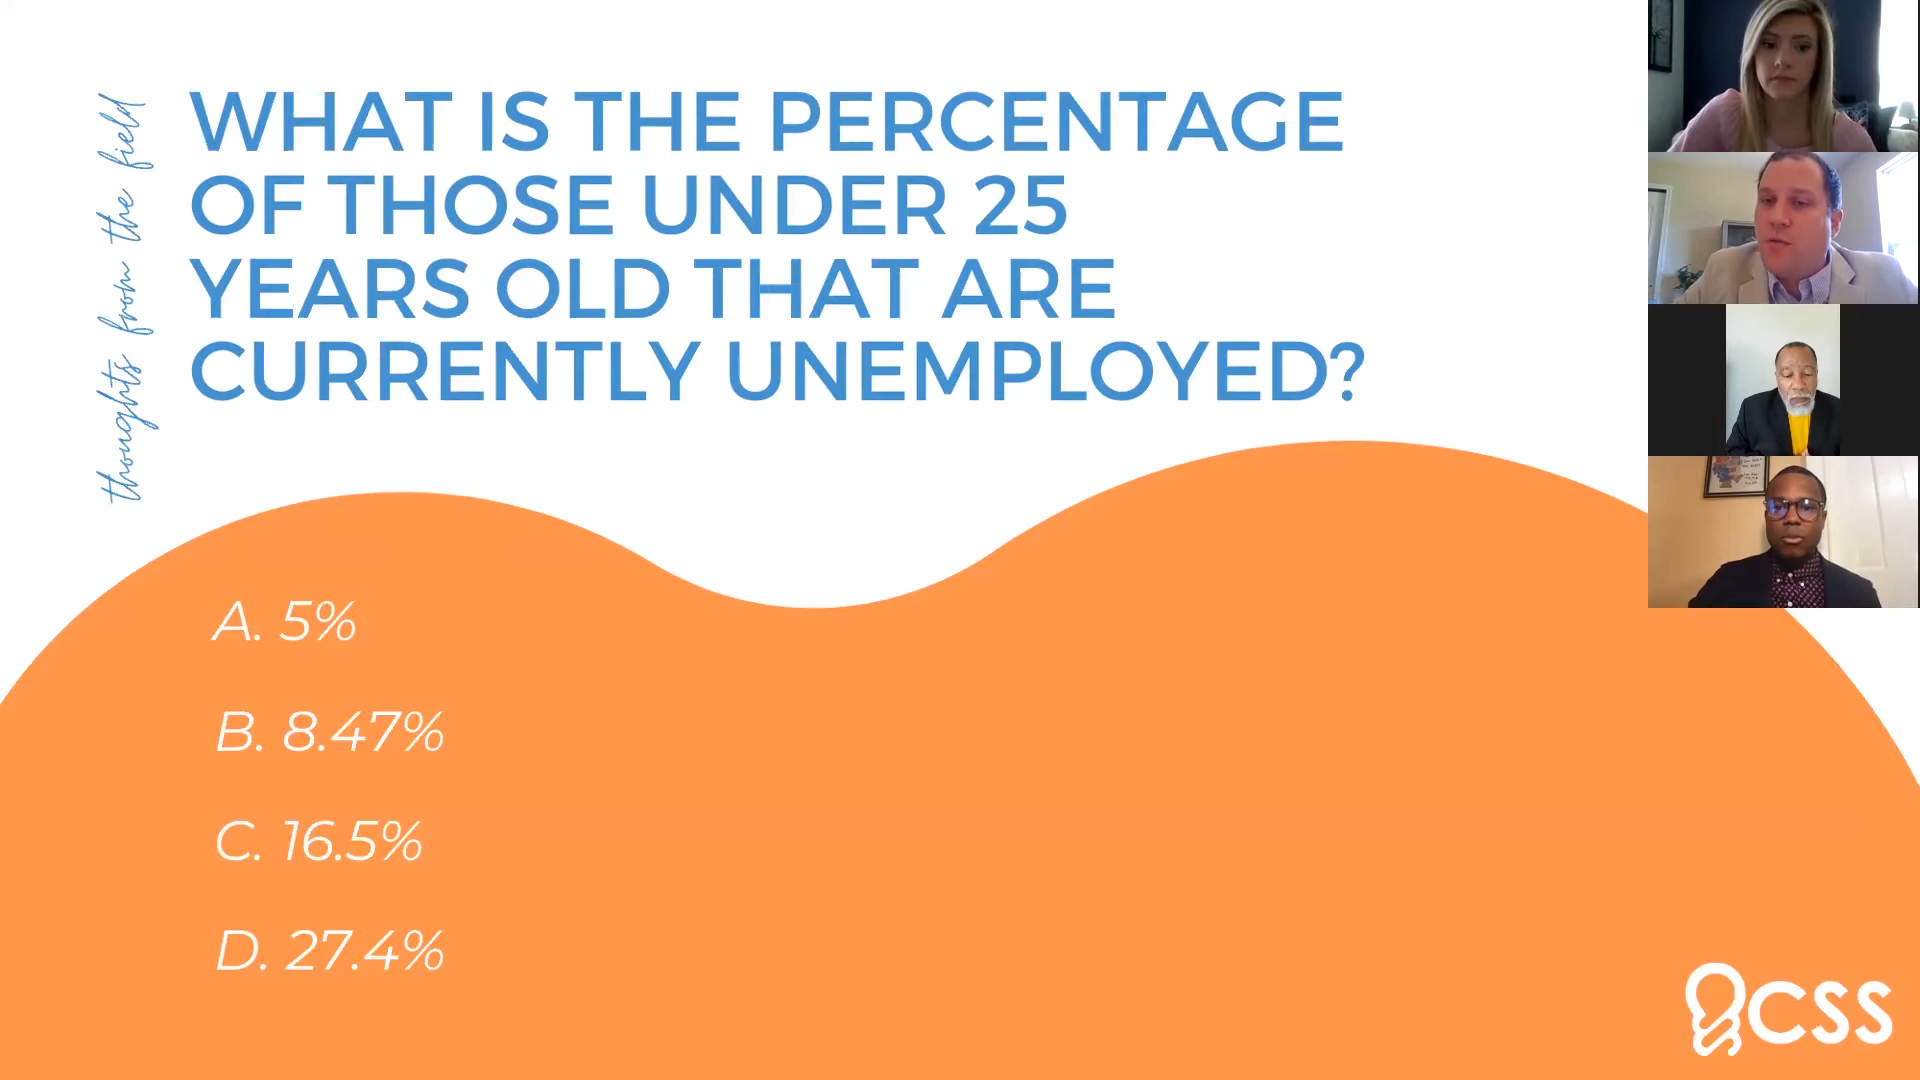 thoughts from the field
WHAT IS THE PERCENTAGE
OF THOSE UNDER 25
YEARS OLD THAT ARE
CURRENTLY UNEMPLOYED?
A. 5%
B. 8.47%
C. 16.5%
D. 27.4%
CSS